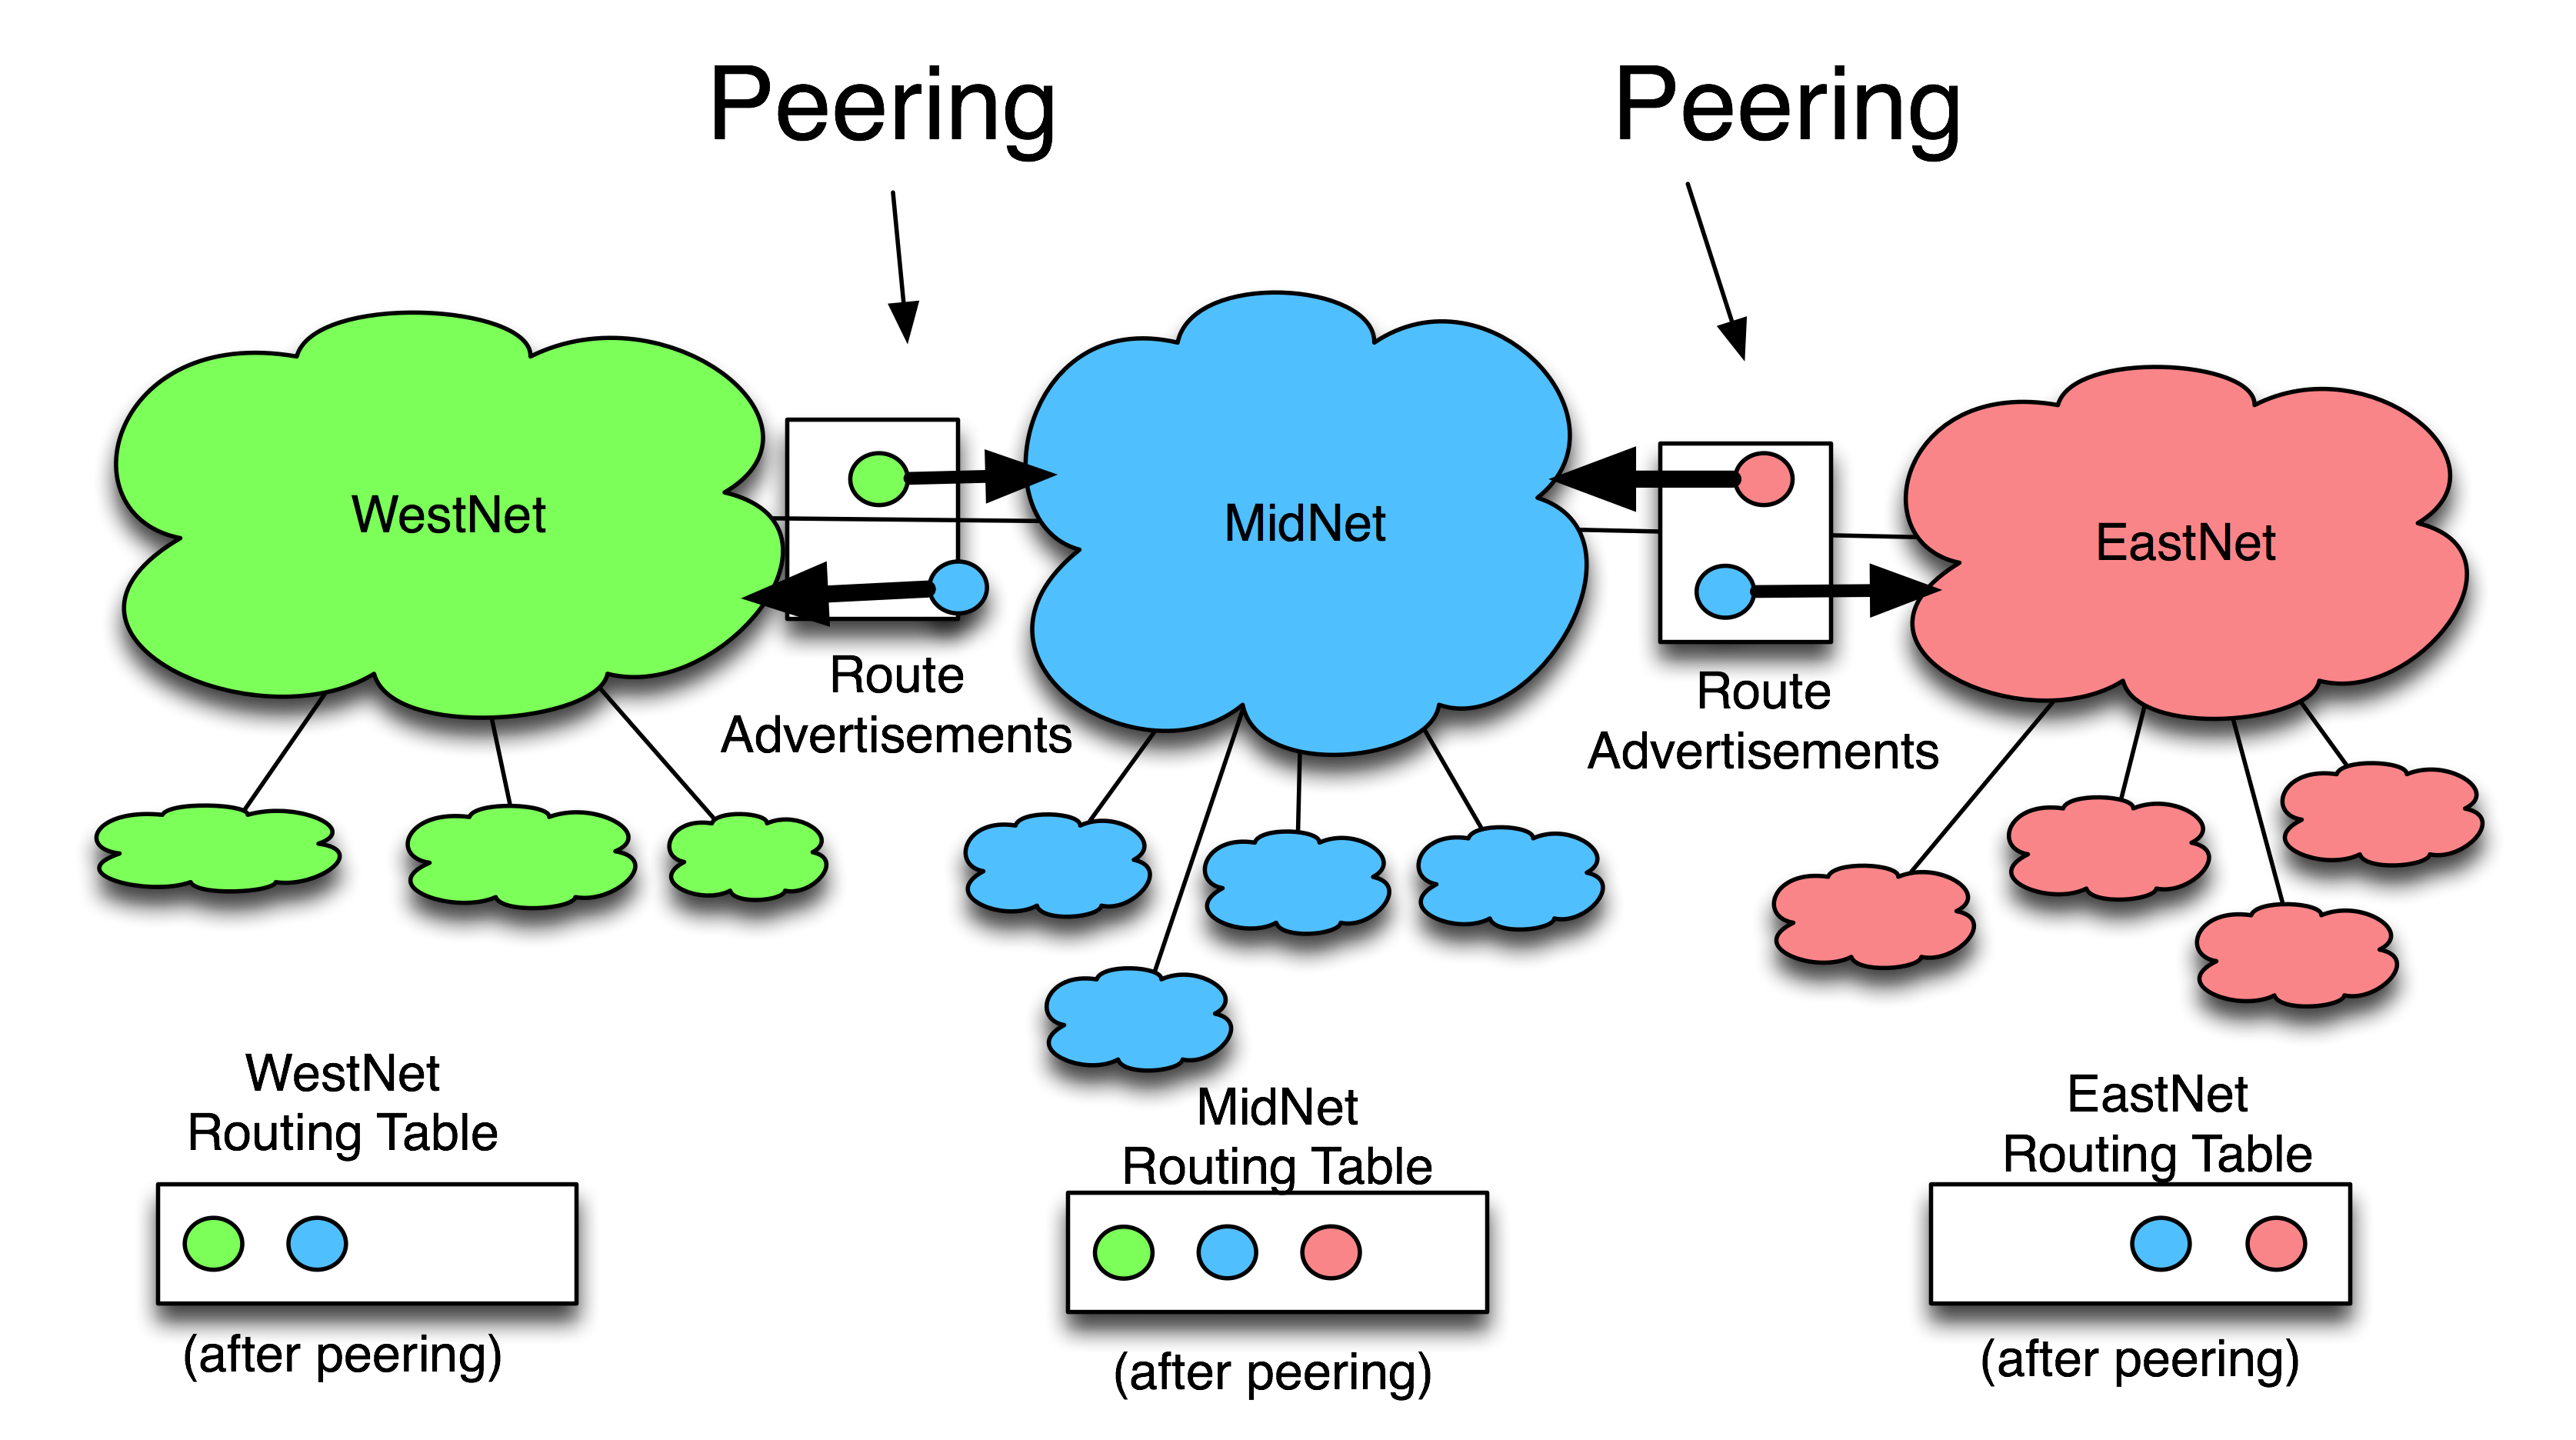 Peering
Peering
WestNet
MidNet
EastNet
Route
Advertisements
Route
Advertisements
WestNet
Routing Table
(after peering)
MidNet
Routing Table
(after peering)
EastNet
Routing Table
(after peering)